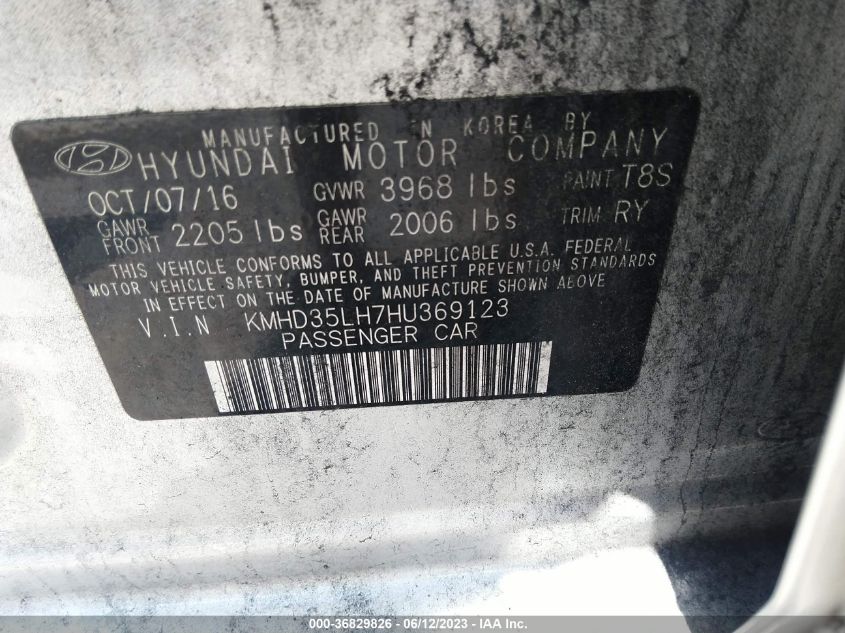 MANUFACTURED IN KOREA BY
HYUNDAI MOTOR COMPANY
OCT/07/16 GVWR 3968 lbs PAINT T8S
GAWR FRONT 2205 lbs GAWR REAR 2006 lbs TRIM RY
THIS VEHICLE CONFORMS TO ALL APPLICABLE U.S.A. FEDERAL
MOTOR VEHICLE SAFETY, BUMPER, AND THEFT PREVENTION STANDARDS
IN EFFECT ON THE DATE OF MANUFACTURE SHOWN ABOVE
V.I.N KMHD35LH7HU369123
PASSENGER CAR
000-36829826 - 06/12/2023 - IAA Inc.